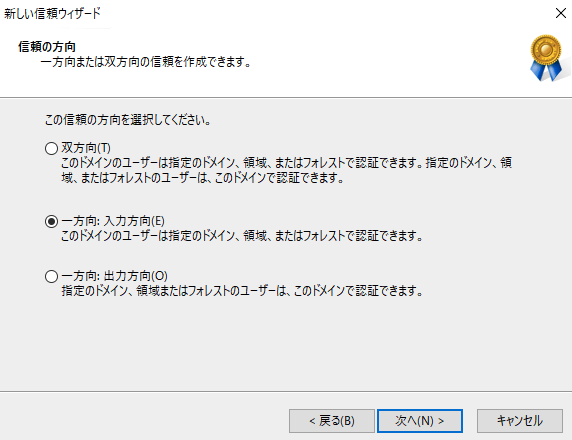 新しい信頼ウィザード
信頼の方向
一方向または双方向の信頼を作成できます。
この信頼の方向を選択してください。
双方向(T)
このドメインのユーザーは指定のドメイン、領域、またはフォレストで認証できます。指定のドメイン、領
域、またはフォレストのユーザーは、このドメインで認証できます。
一方向: 入力方向(E)
このドメインのユーザーは指定のドメイン、領域、またはフォレストで認証できます。
一方向: 出力方向(O)
指定のドメイン、領域またはフォレストのユーザーは、このドメインで認証できます。
< 戻る(B) 次へ(N) > キャンセル